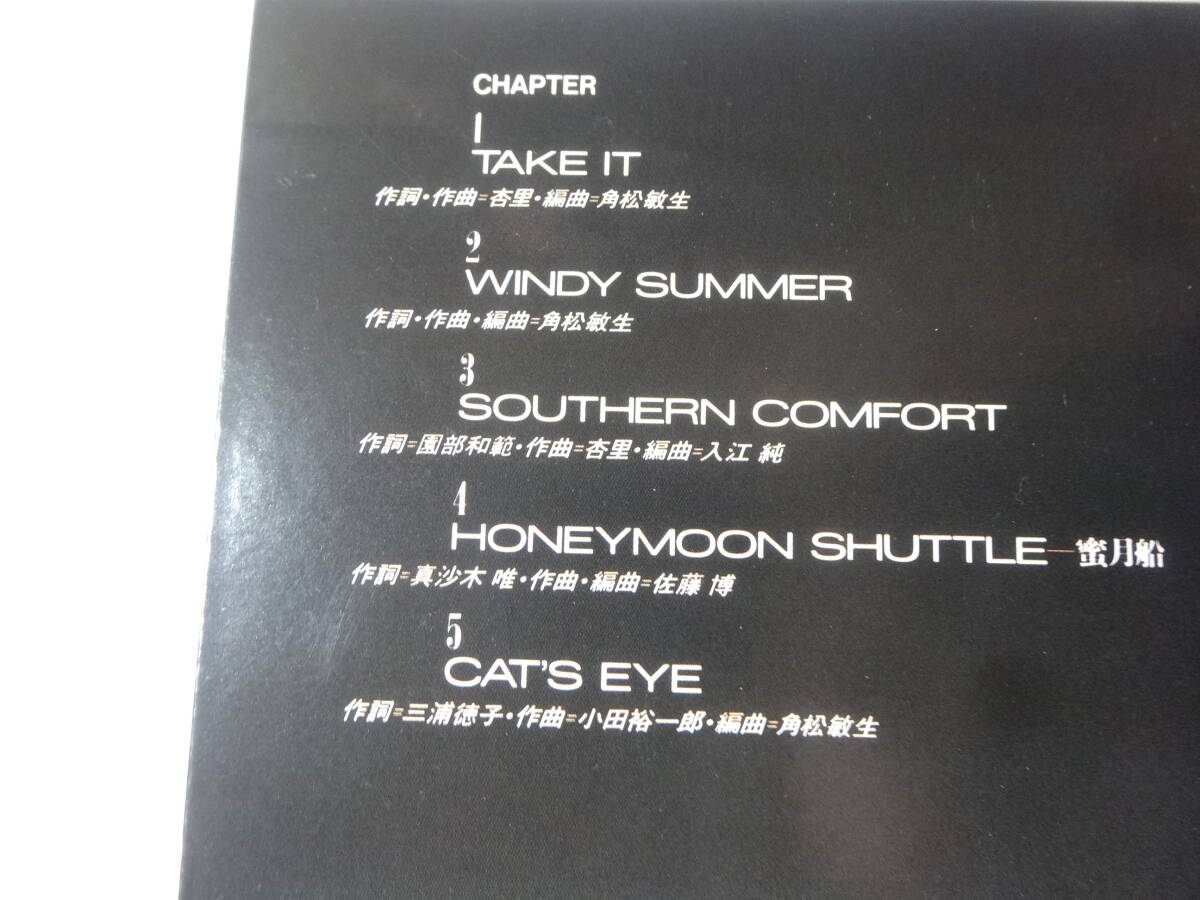 CHAPTER
1
TAKE IT
作詞・作曲=杏里・編曲=角松敏生
2
WINDY SUMMER
作詞・作曲・編曲=角松敏生
3
SOUTHERN COMFORT
作詞=園部和範・作曲=杏里・編曲=入江 純
4
HONEYMOON SHUTTLE—蜜月船
作詞=真沙木 唯・作曲・編曲=佐藤 博
5
CAT'S EYE
作詞=三浦徳子・作曲=小田裕一郎・編曲=角松敏生